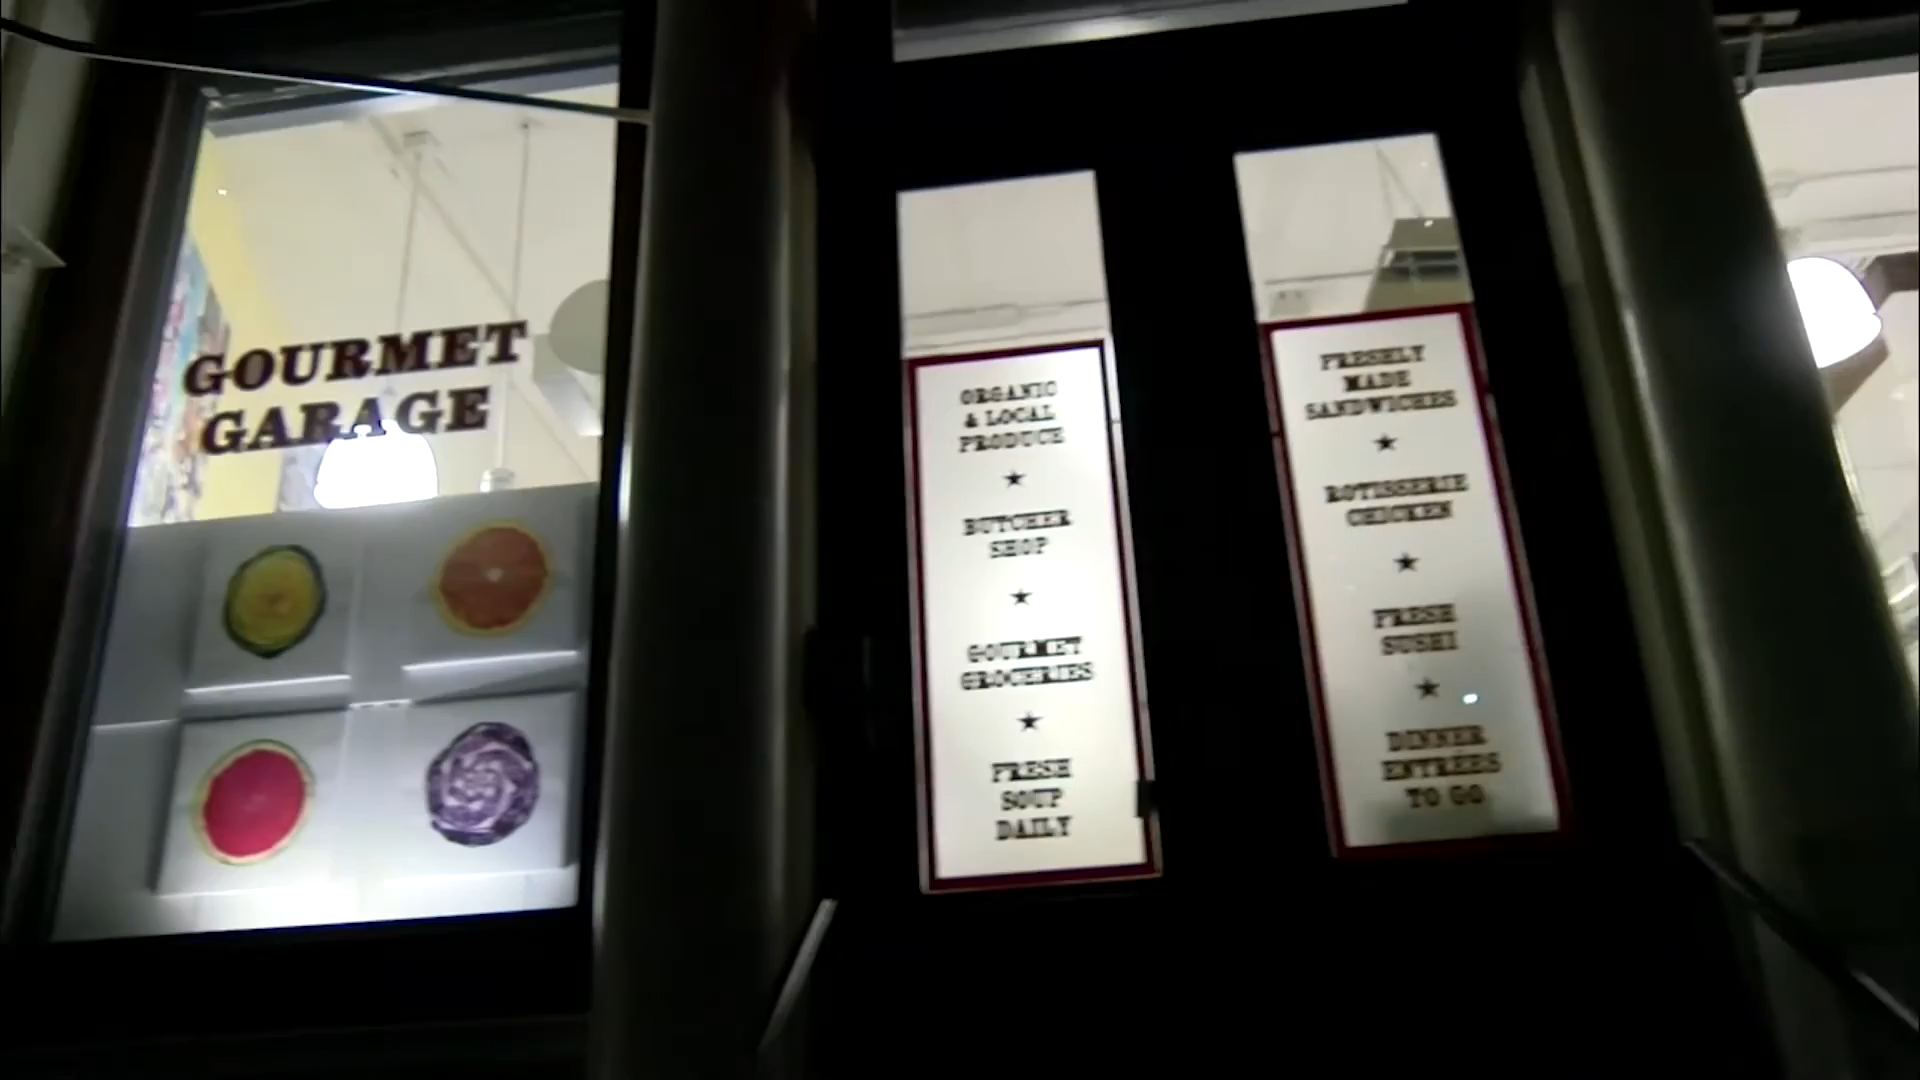 GOURMET
GARAGE
ORGANIC
& LOCAL
PRODUCE
BUTCHER
SHOP
GOURMET
GROCERIES
FRESH
SOUP
DAILY
FRESHLY
MADE
SANDWICHES
ROTISSERIE
CHICKEN
FRESH
SUSHI
DINNER
ENTRÉES
TO GO